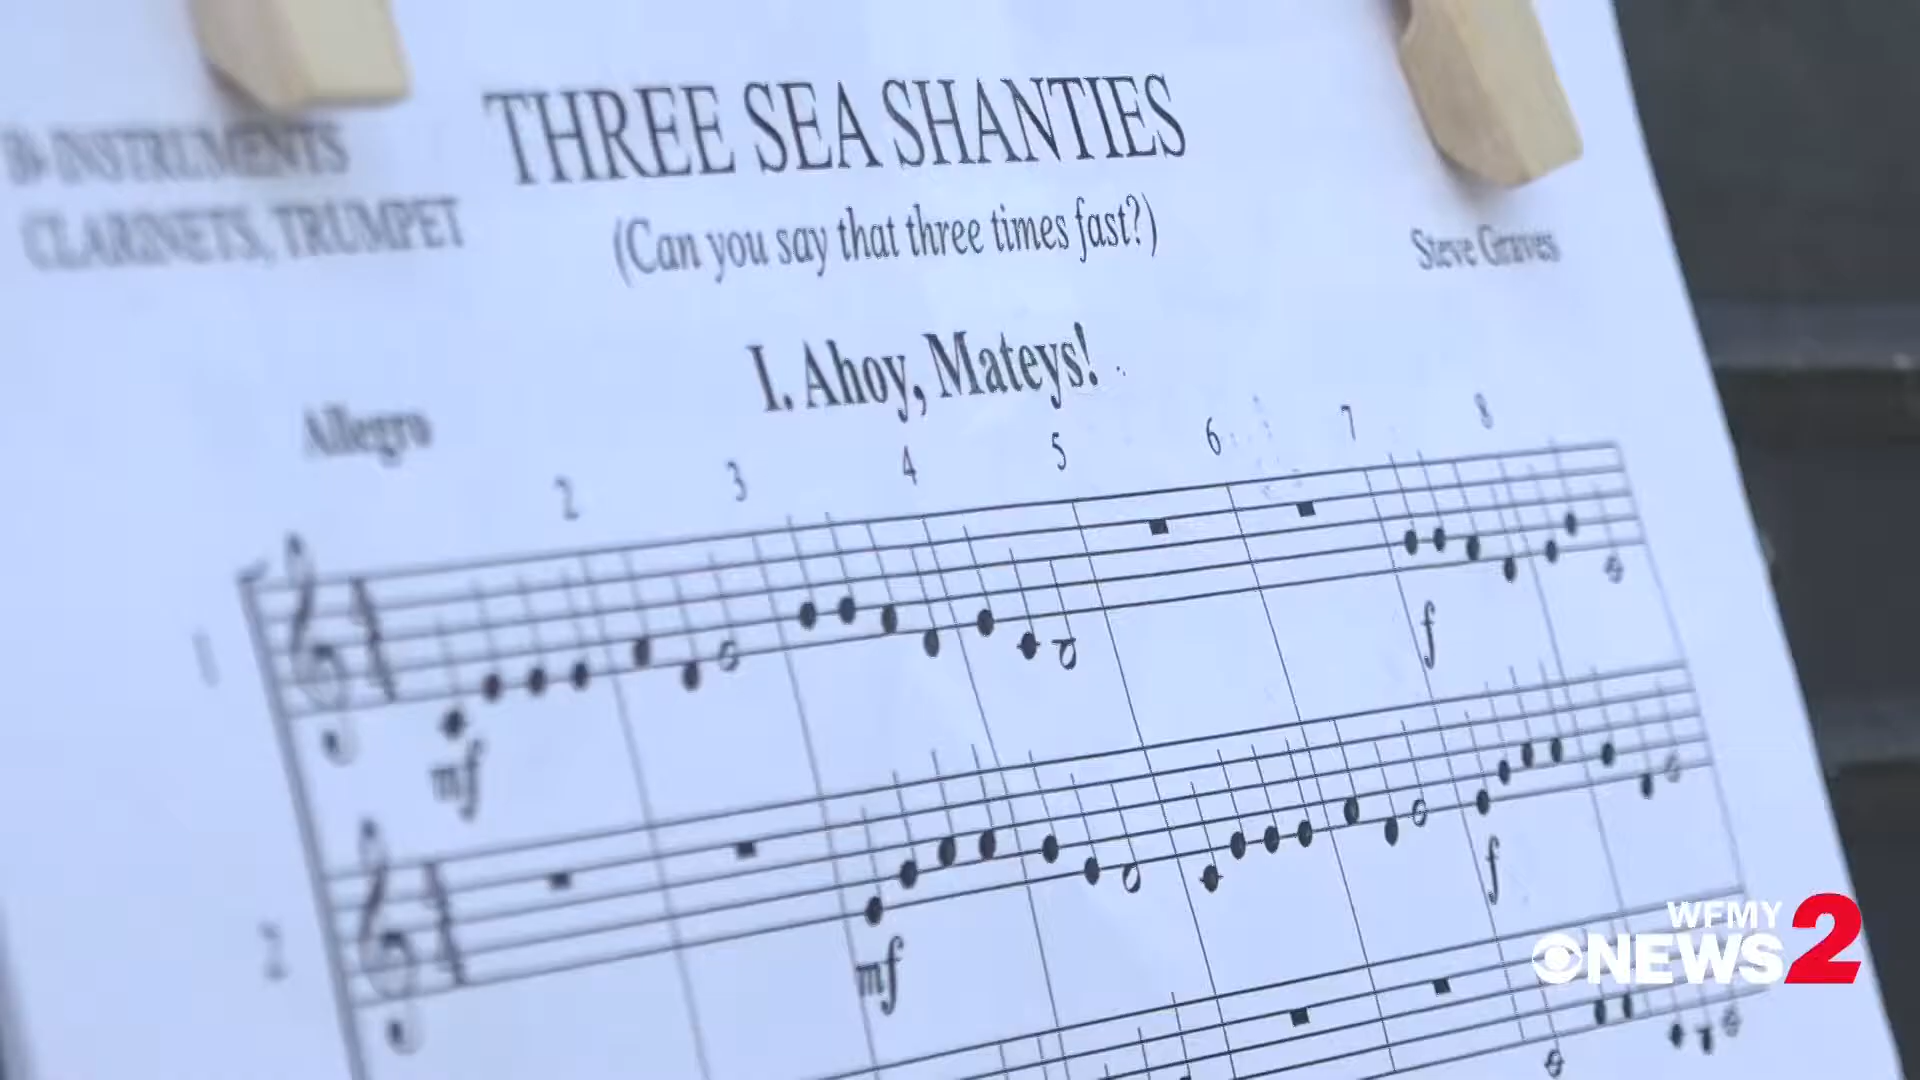 THREE SEA SHANTIES
B♭ INSTRUMENTS
CLARINETS, TRUMPET
(Can you say that three times fast?)
Steve Graves
I. Ahoy, Mateys!
Allegro
2 3 4 5 6 7 8
1
mf
f
2
mf
f
WFMY
NEWS 2